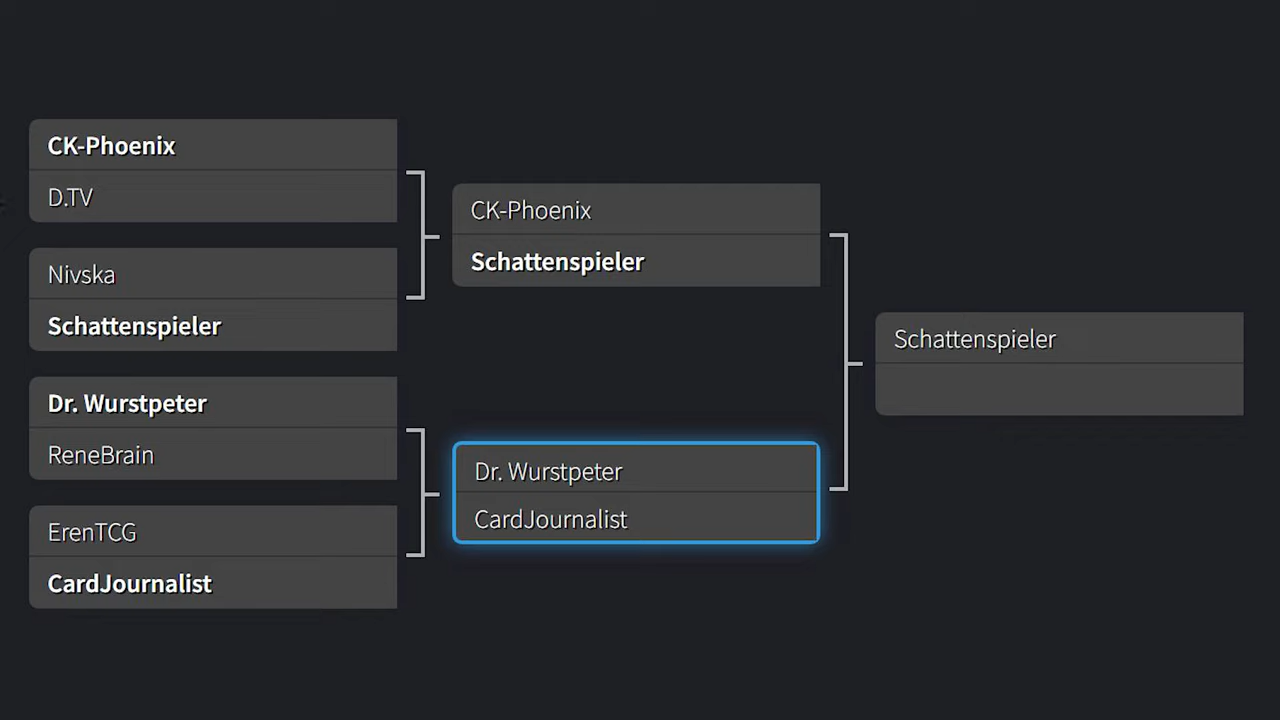 CK-Phoenix
D.TV
Nivska
Schattenspieler
Dr. Wurstpeter
ReneBrain
ErenTCG
CardJournalist
CK-Phoenix
Schattenspieler
Dr. Wurstpeter
CardJournalist
Schattenspieler